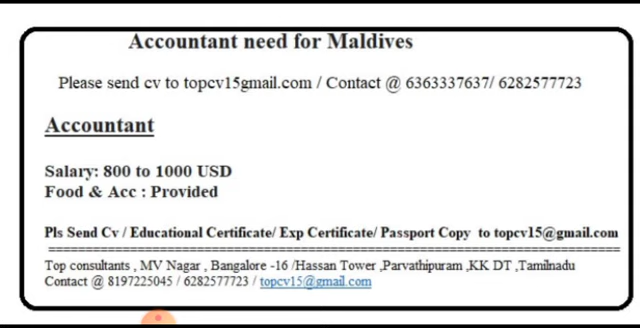 Accountant need for Maldives
Please send cv to topcv15gmail.com / Contact @ 6363337637/ 6282577723
Accountant
Salary: 800 to 1000 USD
Food & Acc : Provided
Pls Send Cv / Educational Certificate/ Exp Certificate/ Passport Copy to topcv15@gmail.com
==========================================================================
Top consultants , MV Nagar , Bangalore -16 /Hassan Tower ,Parvathipuram ,KK DT ,Tamilnadu
Contact @ 8197225045 / 6282577723 / topcv15@gmail.com